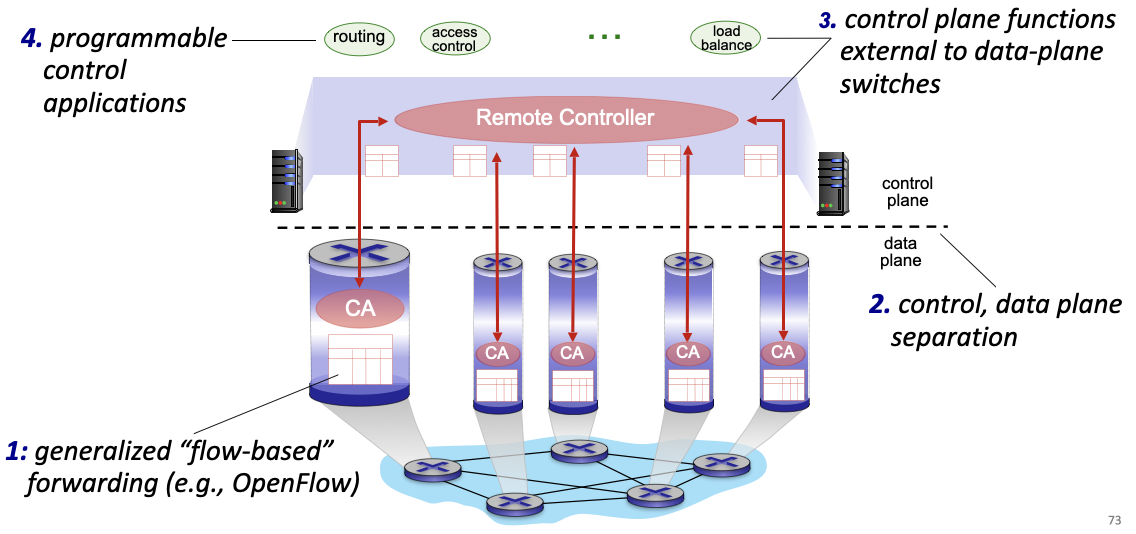 4. programmable
control
applications
routing
access
control
...
load
balance
3. control plane functions
external to data-plane
switches
Remote Controller
control
plane
data
plane
2. control, data plane
separation
CA
CA
CA
CA
CA
1: generalized “flow-based”
forwarding (e.g., OpenFlow)
73